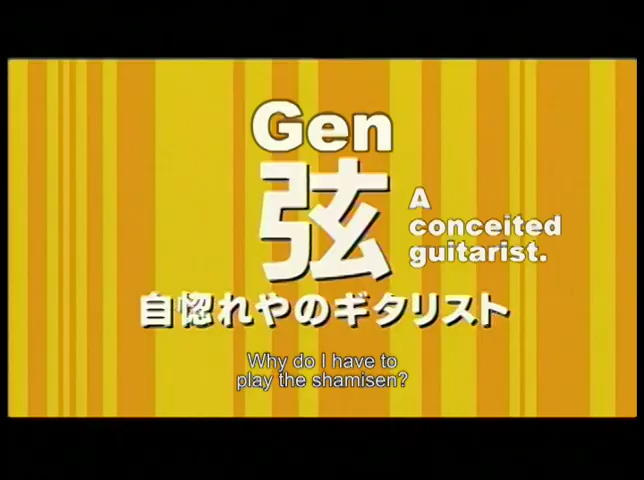 Gen
弦
A
conceited
guitarist.
自惚れやのギタリスト
Why do I have to
play the shamisen?